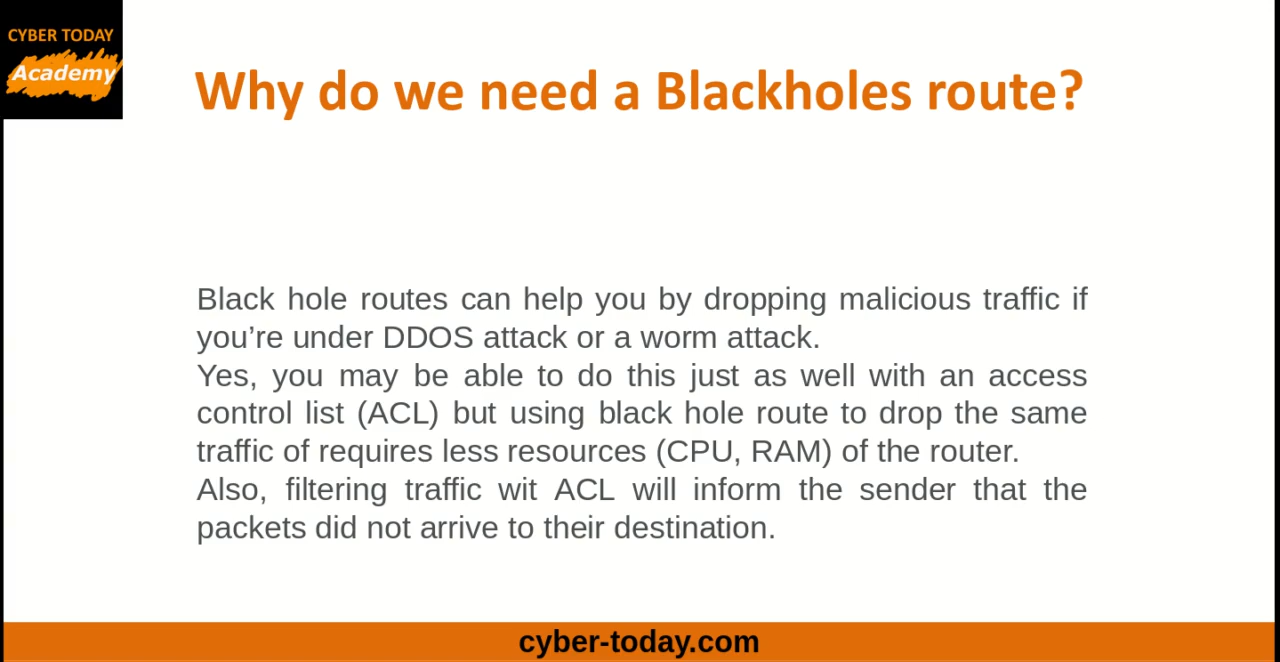 CYBER TODAY
Academy
Why do we need a Blackholes route?
Black hole routes can help you by dropping malicious traffic if
you’re under DDOS attack or a worm attack.
Yes, you may be able to do this just as well with an access
control list (ACL) but using black hole route to drop the same
traffic of requires less resources (CPU, RAM) of the router.
Also, filtering traffic wit ACL will inform the sender that the
packets did not arrive to their destination.
cyber-today.com